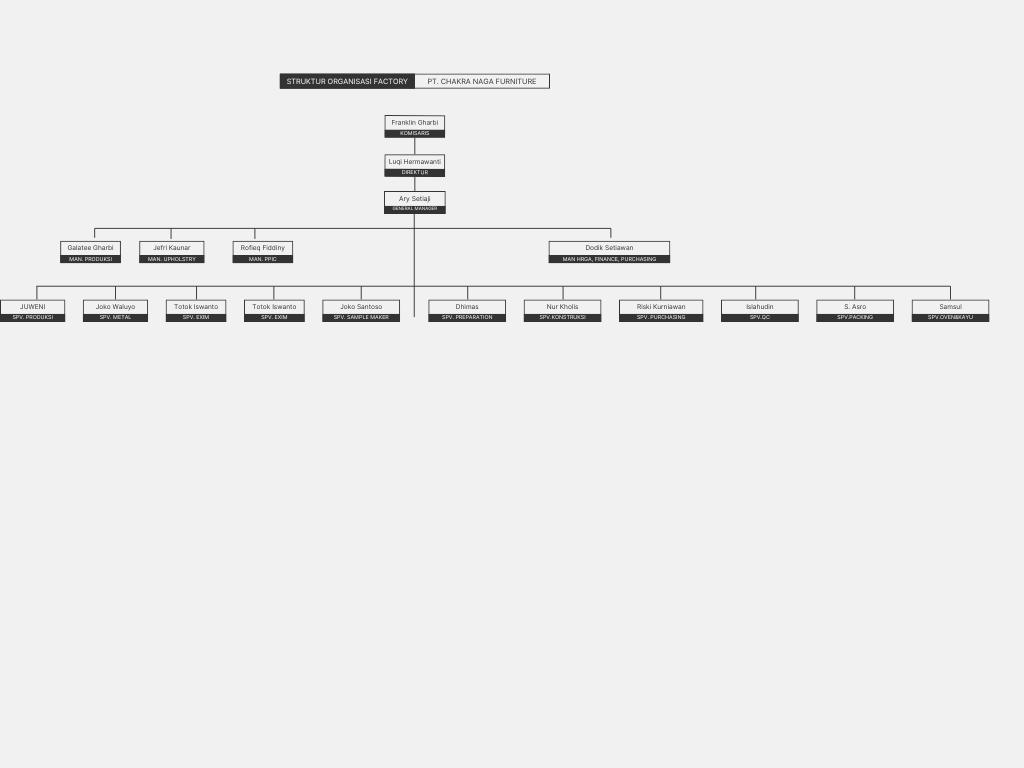 STRUKTUR ORGANISASI FACTORY PT. CHAKRA NAGA FURNITURE
Franklin Gharbi
KOMISARIS
Luqi Hermawanti
DIREKTUR
Ary Setiaji
GENERAL MANAGER
Galatee Gharbi
MAN. PRODUKSI
Jefri Kaunar
MAN. UPHOLSTRY
Rofieq Fiddiny
MAN. PPIC
Dodik Setiawan
MAN HRGA, FINANCE, PURCHASING
JUWENI
SPV. PRODUKSI
Joko Waluyo
SPV. METAL
Totok Iswanto
SPV. EXIM
Totok Iswanto
SPV. EXIM
Joko Santoso
SPV. SAMPLE MAKER
Dhimas
SPV. PREPARATION
Nur Kholis
SPV.KONSTRUKSI
Riski Kurniawan
SPV. PURCHASING
Islahudin
SPV.QC
S. Asro
SPV.PACKING
Samsul
SPV.OVEN&KAYU